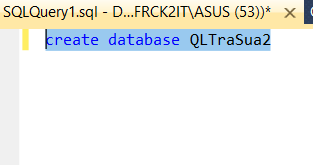 SQLQuery1.sql - D...FRCK2IT\ASUS (53))*
create database QLTraSua2